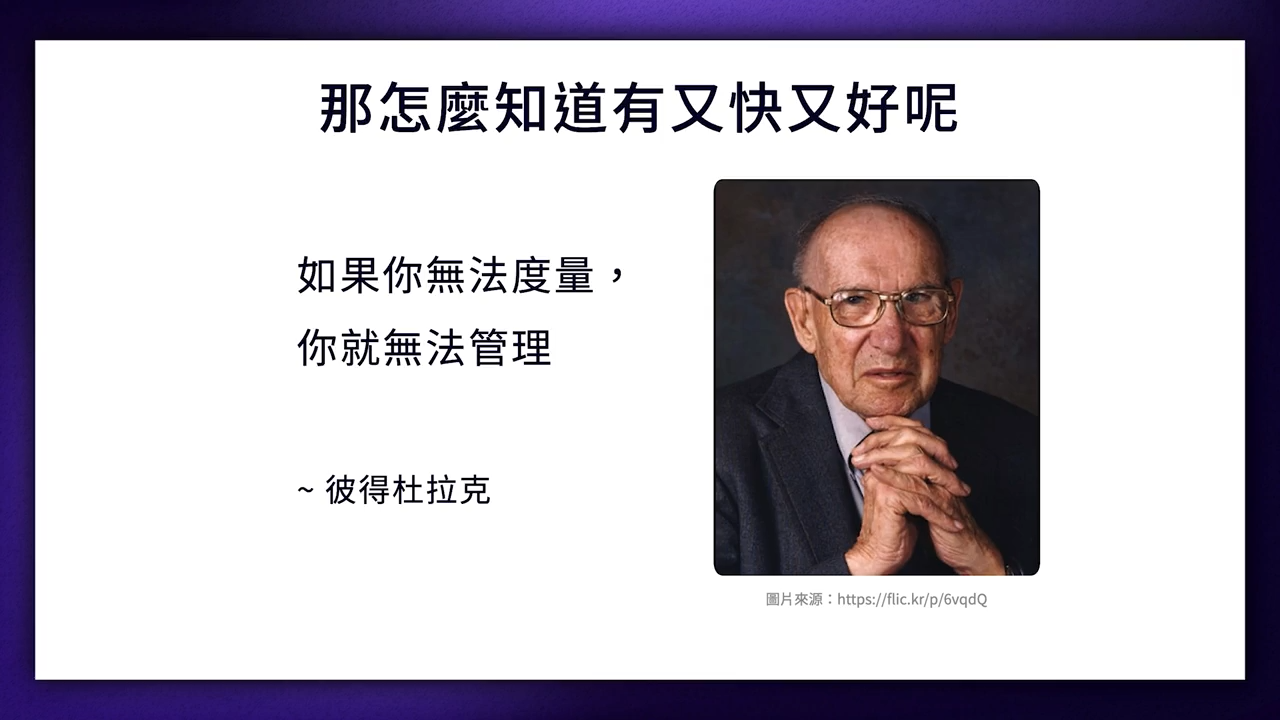 那怎麼知道有又快又好呢
如果你無法度量，
你就無法管理
~ 彼得杜拉克
圖片來源：https://flic.kr/p/6vqdQ